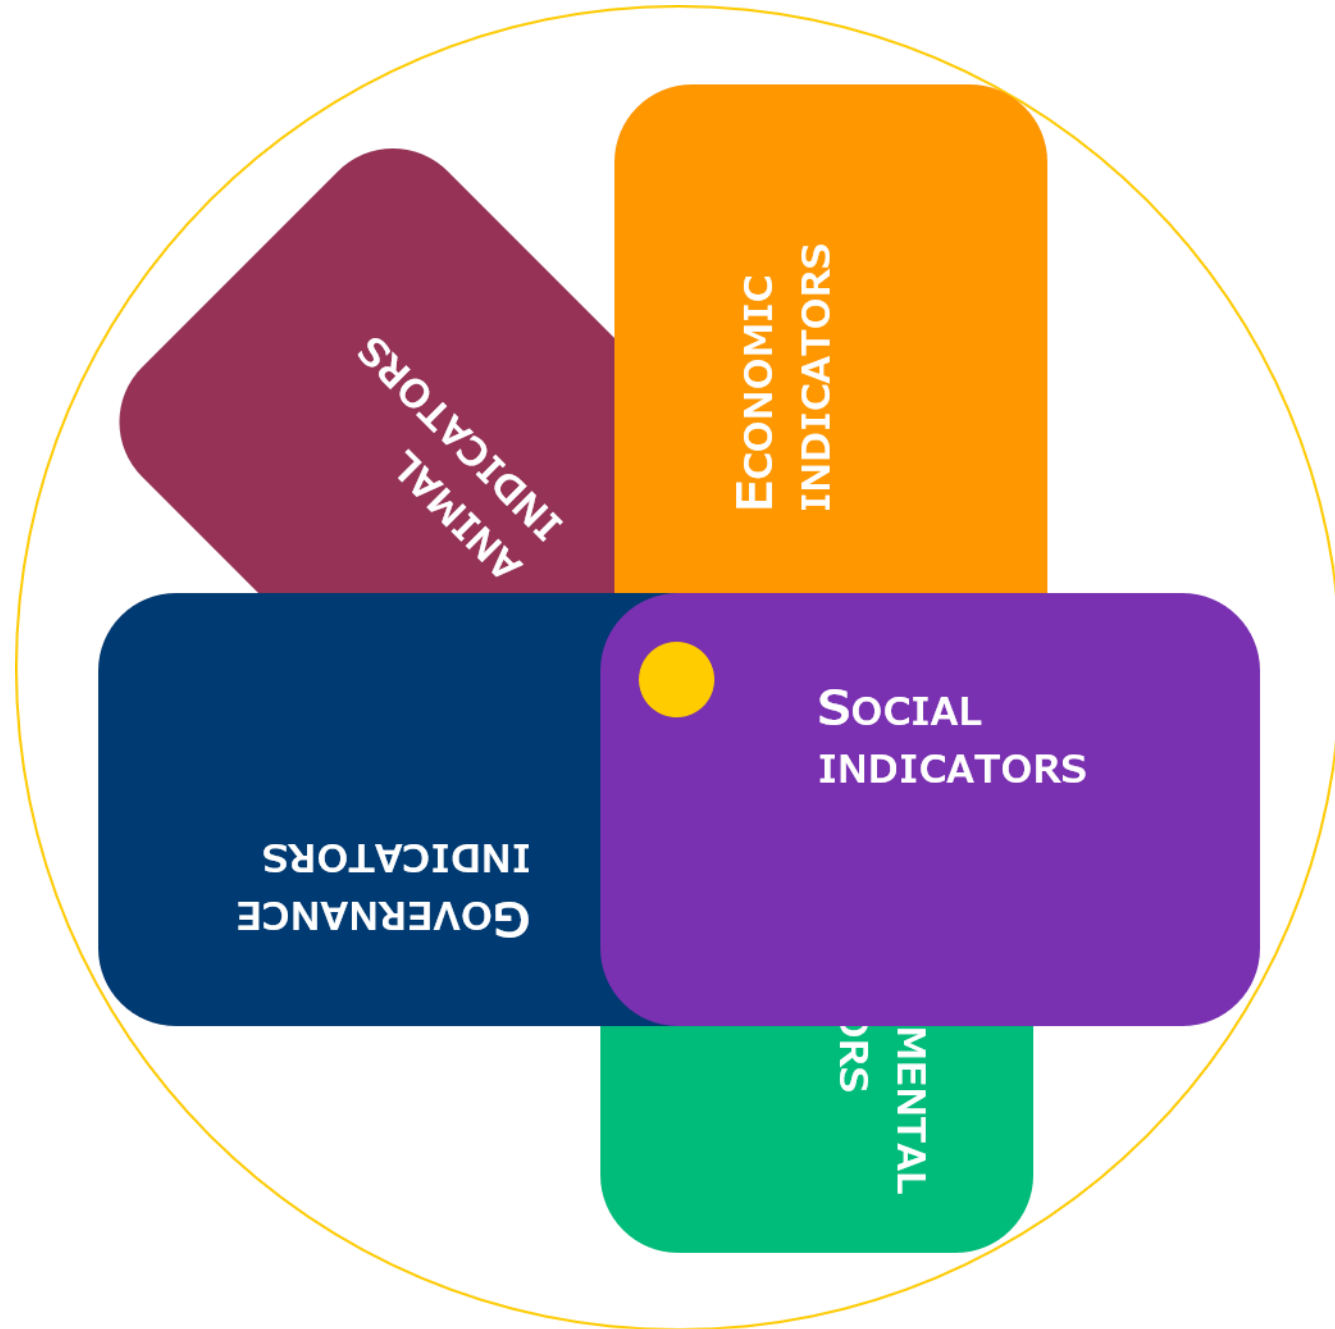 Economic
indicators
animal
indicators
Social
indicators
Governance
indicators
mental
ors